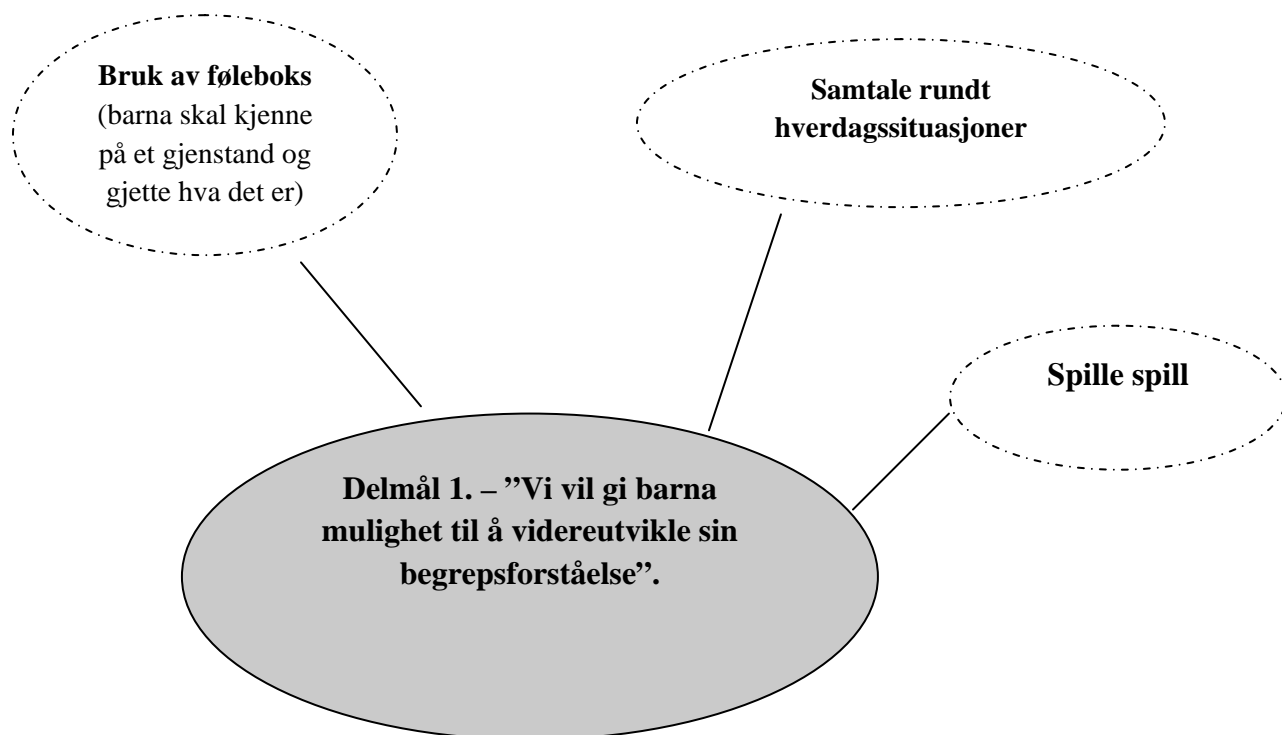 Bruk av føleboks
(barna skal kjenne
på et gjenstand og
gjette hva det er)
Samtale rundt
hverdagssituasjoner
Spille spill
Delmål 1. – ”Vi vil gi barna
mulighet til å videreutvikle sin
begrepsforståelse”.